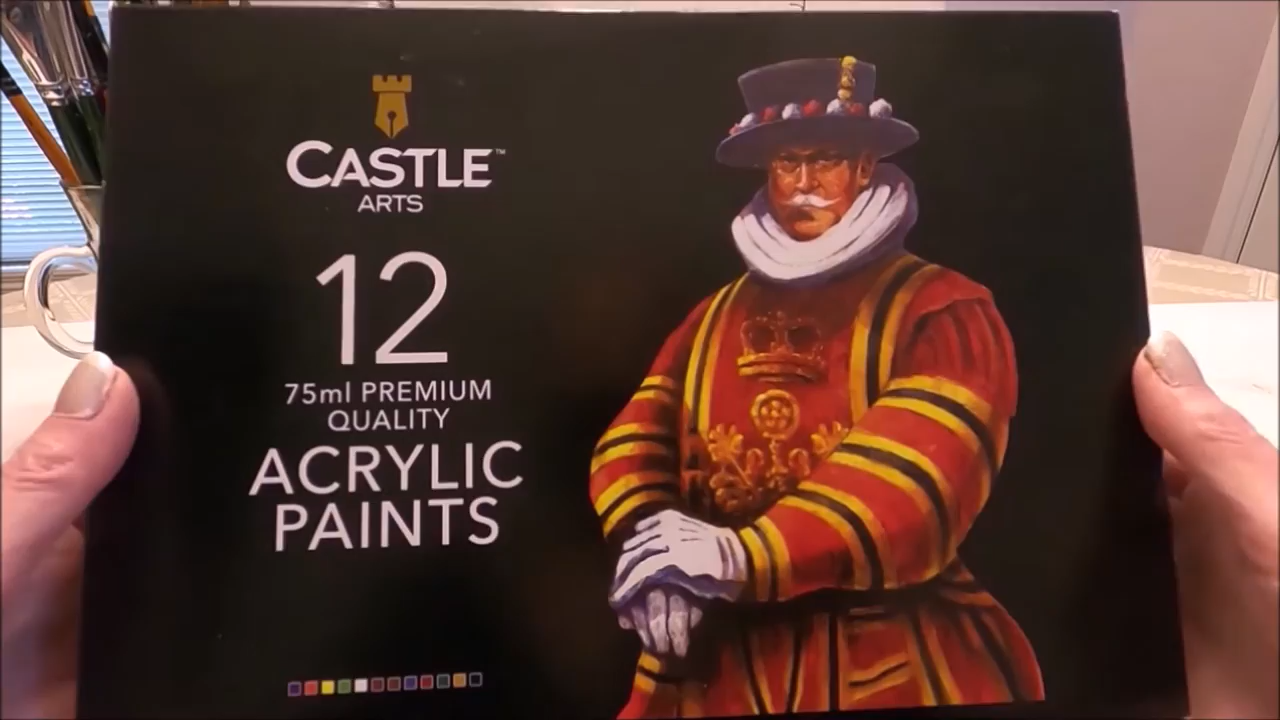 CASTLE™
ARTS
12
75ml PREMIUM
QUALITY
ACRYLIC
PAINTS